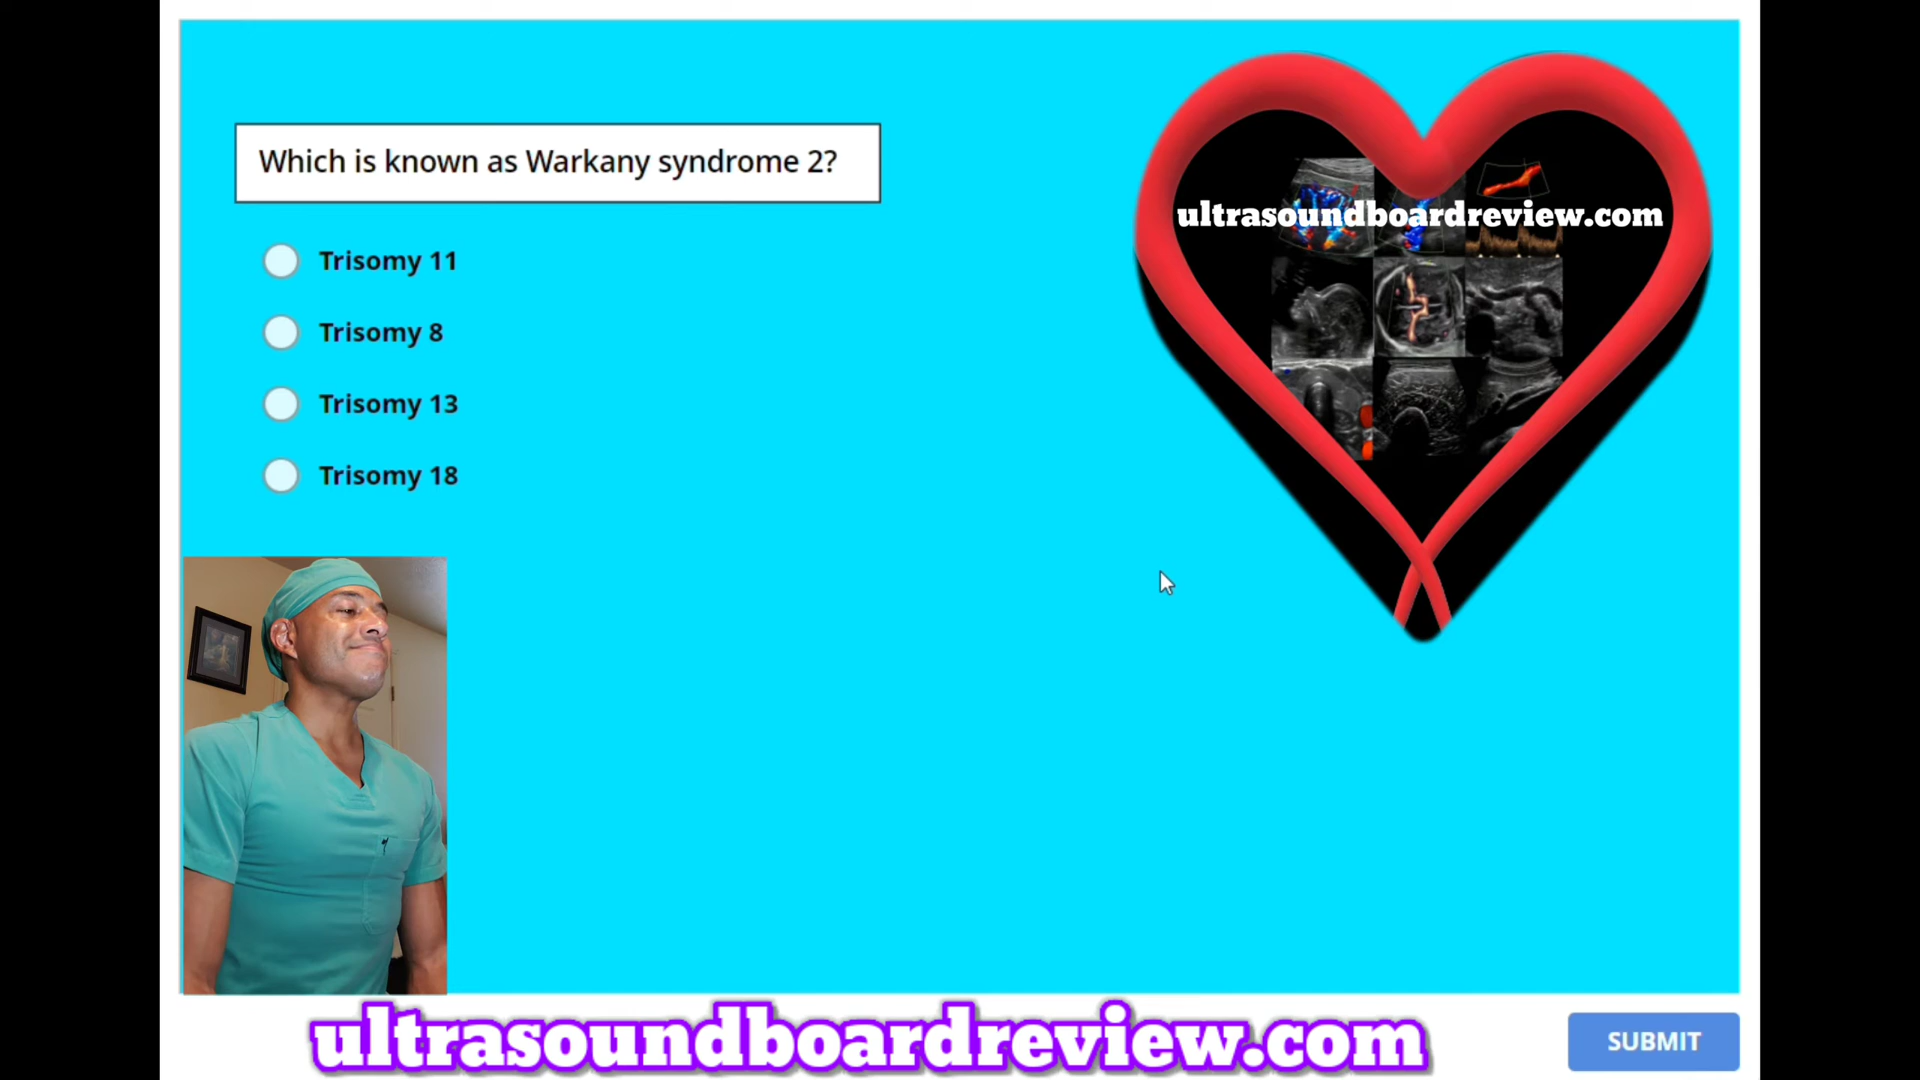 Which is known as Warkany syndrome 2?
ultrasoundboardreview.com
Trisomy 11
Trisomy 8
Trisomy 13
Trisomy 18
ultrasoundboardreview.com
SUBMIT